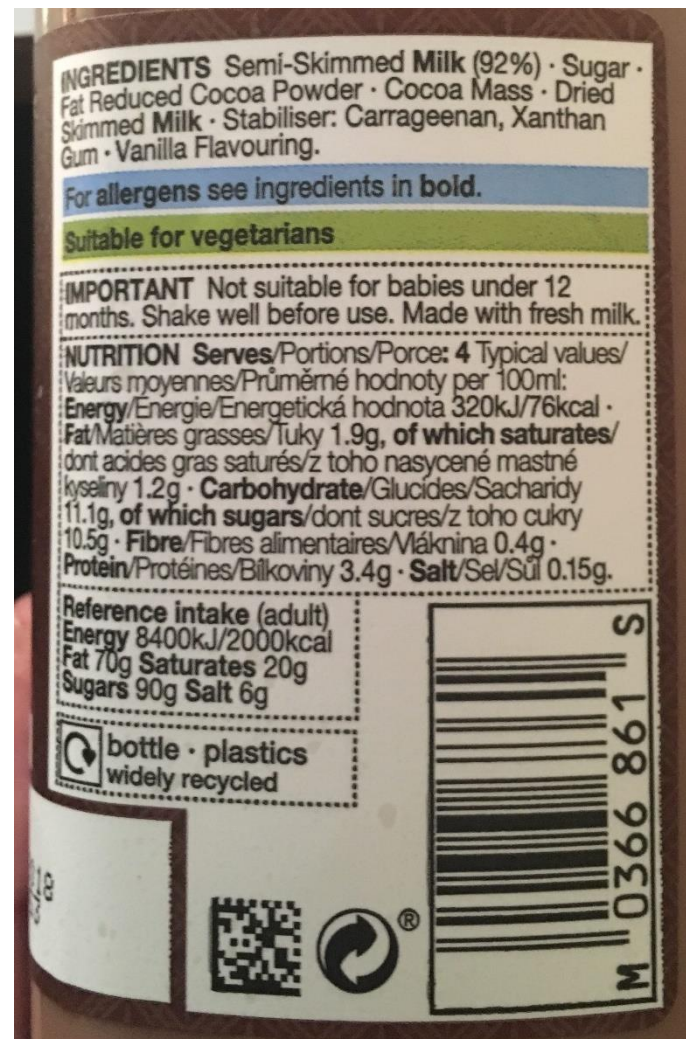 INGREDIENTS Semi-Skimmed Milk (92%) · Sugar ·
Fat Reduced Cocoa Powder · Cocoa Mass · Dried
Skimmed Milk · Stabiliser: Carrageenan, Xanthan
Gum · Vanilla Flavouring.
For allergens see ingredients in bold.
Suitable for vegetarians
IMPORTANT Not suitable for babies under 12
months. Shake well before use. Made with fresh milk.
NUTRITION Serves/Portions/Porce: 4 Typical values/
Valeurs moyennes/Průměrné hodnoty per 100ml:
Energy/Énergie/Energetická hodnota 320kJ/76kcal ·
Fat/Matières grasses/Tuky 1.9g, of which saturates/
dont acides gras saturés/z toho nasycené mastné
kyseliny 1.2g · Carbohydrate/Glucides/Sacharidy
11.1g, of which sugars/dont sucres/z toho cukry
10.5g · Fibre/Fibres alimentaires/Vláknina 0.4g ·
Protein/Protéines/Bílkoviny 3.4g · Salt/Sel/Sůl 0.15g.
Reference intake (adult)
Energy 8400kJ/2000kcal
Fat 70g Saturates 20g
Sugars 90g Salt 6g
bottle · plastics
widely recycled
M 0366 861 S
®